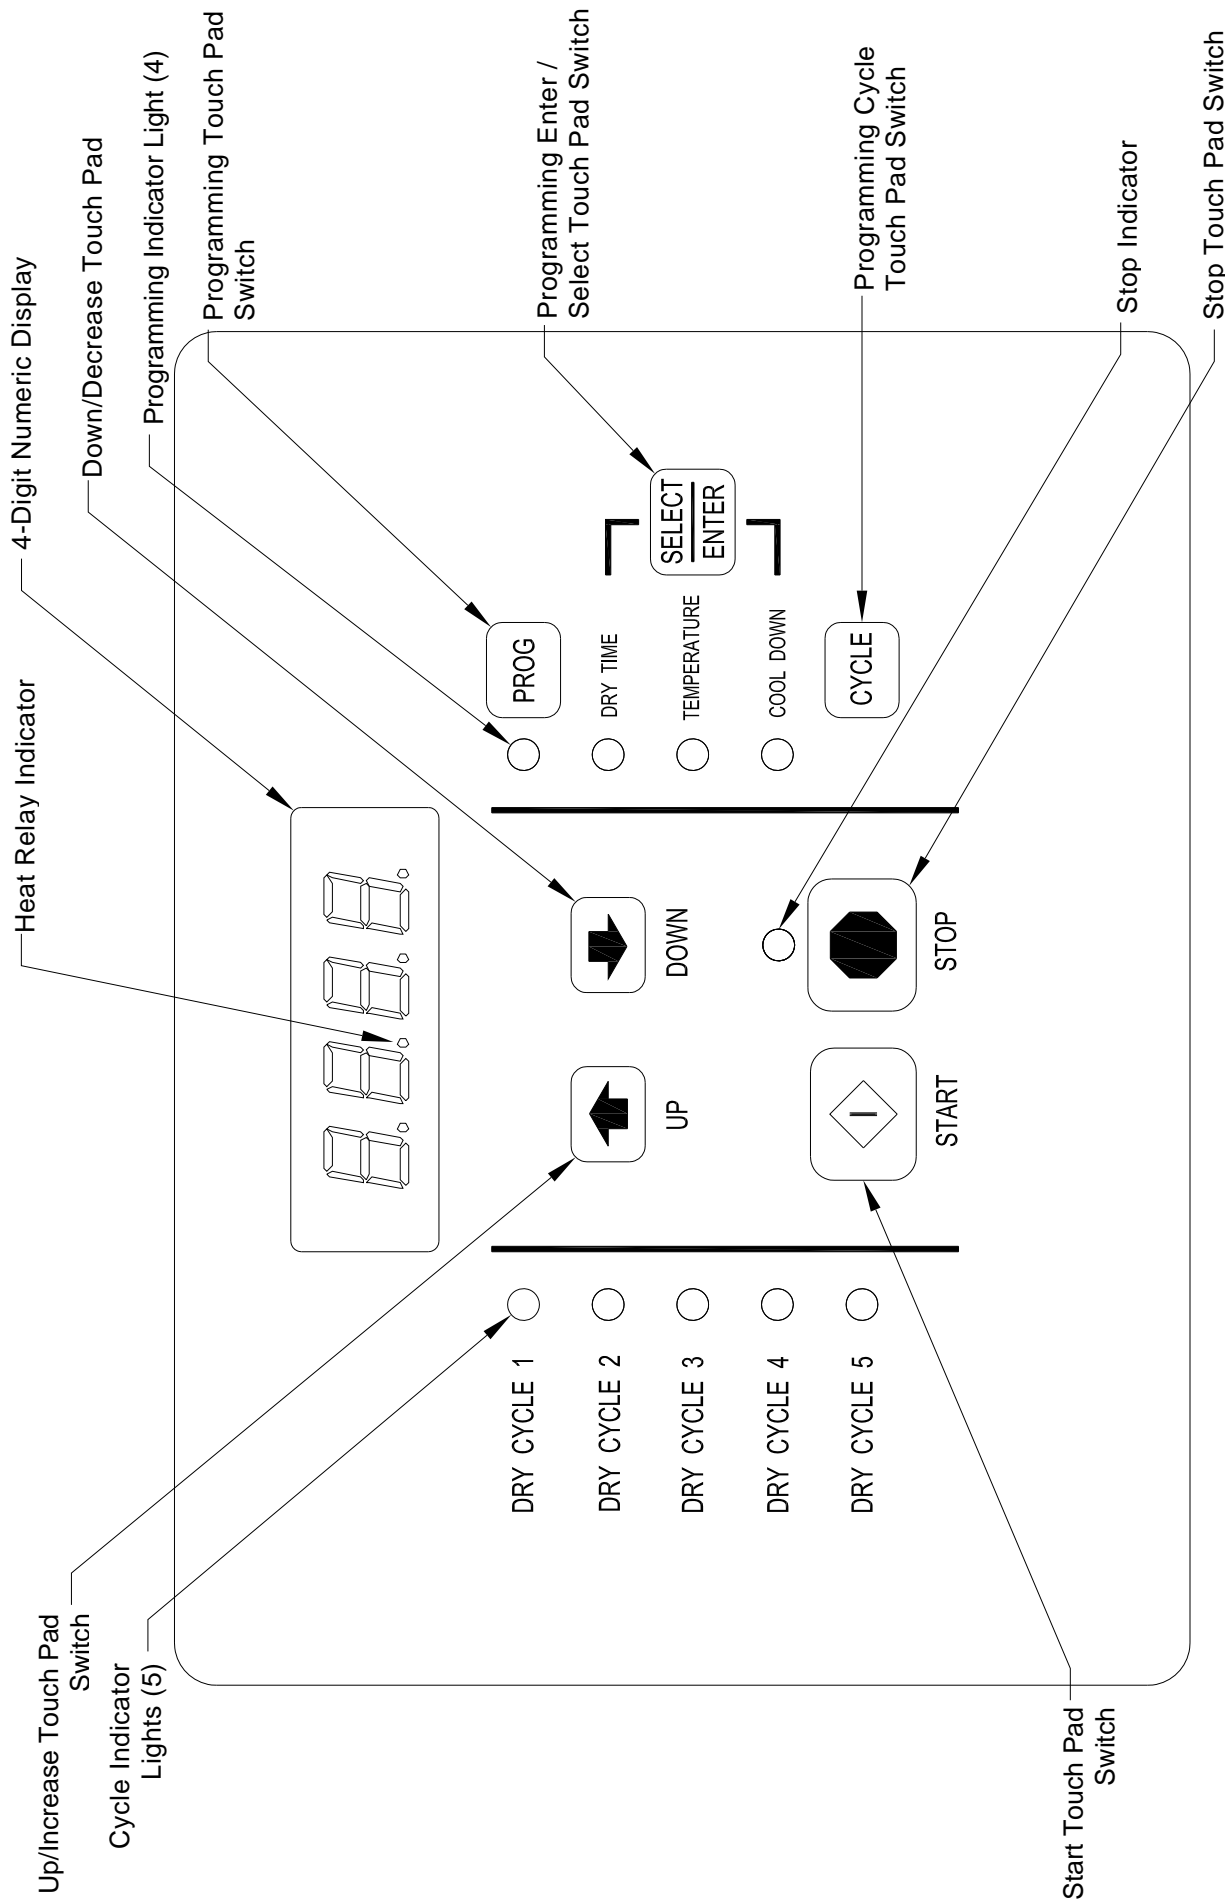 Heat Relay Indicator
4-Digit Numeric Display
Down/Decrease Touch Pad
Programming Indicator Light (4)
Programming Touch Pad
Switch
Up/Increase Touch Pad
Switch
Cycle Indicator
Lights (5)
Programming Enter /
Select Touch Pad Switch
Programming Cycle
Touch Pad Switch
Stop Indicator
Stop Touch Pad Switch
Start Touch Pad
Switch
8.8.8.8.
DRY CYCLE 1
DRY CYCLE 2
DRY CYCLE 3
DRY CYCLE 4
DRY CYCLE 5
UP
DOWN
START
STOP
PROG
DRY TIME
TEMPERATURE
COOL DOWN
SELECT
ENTER
CYCLE